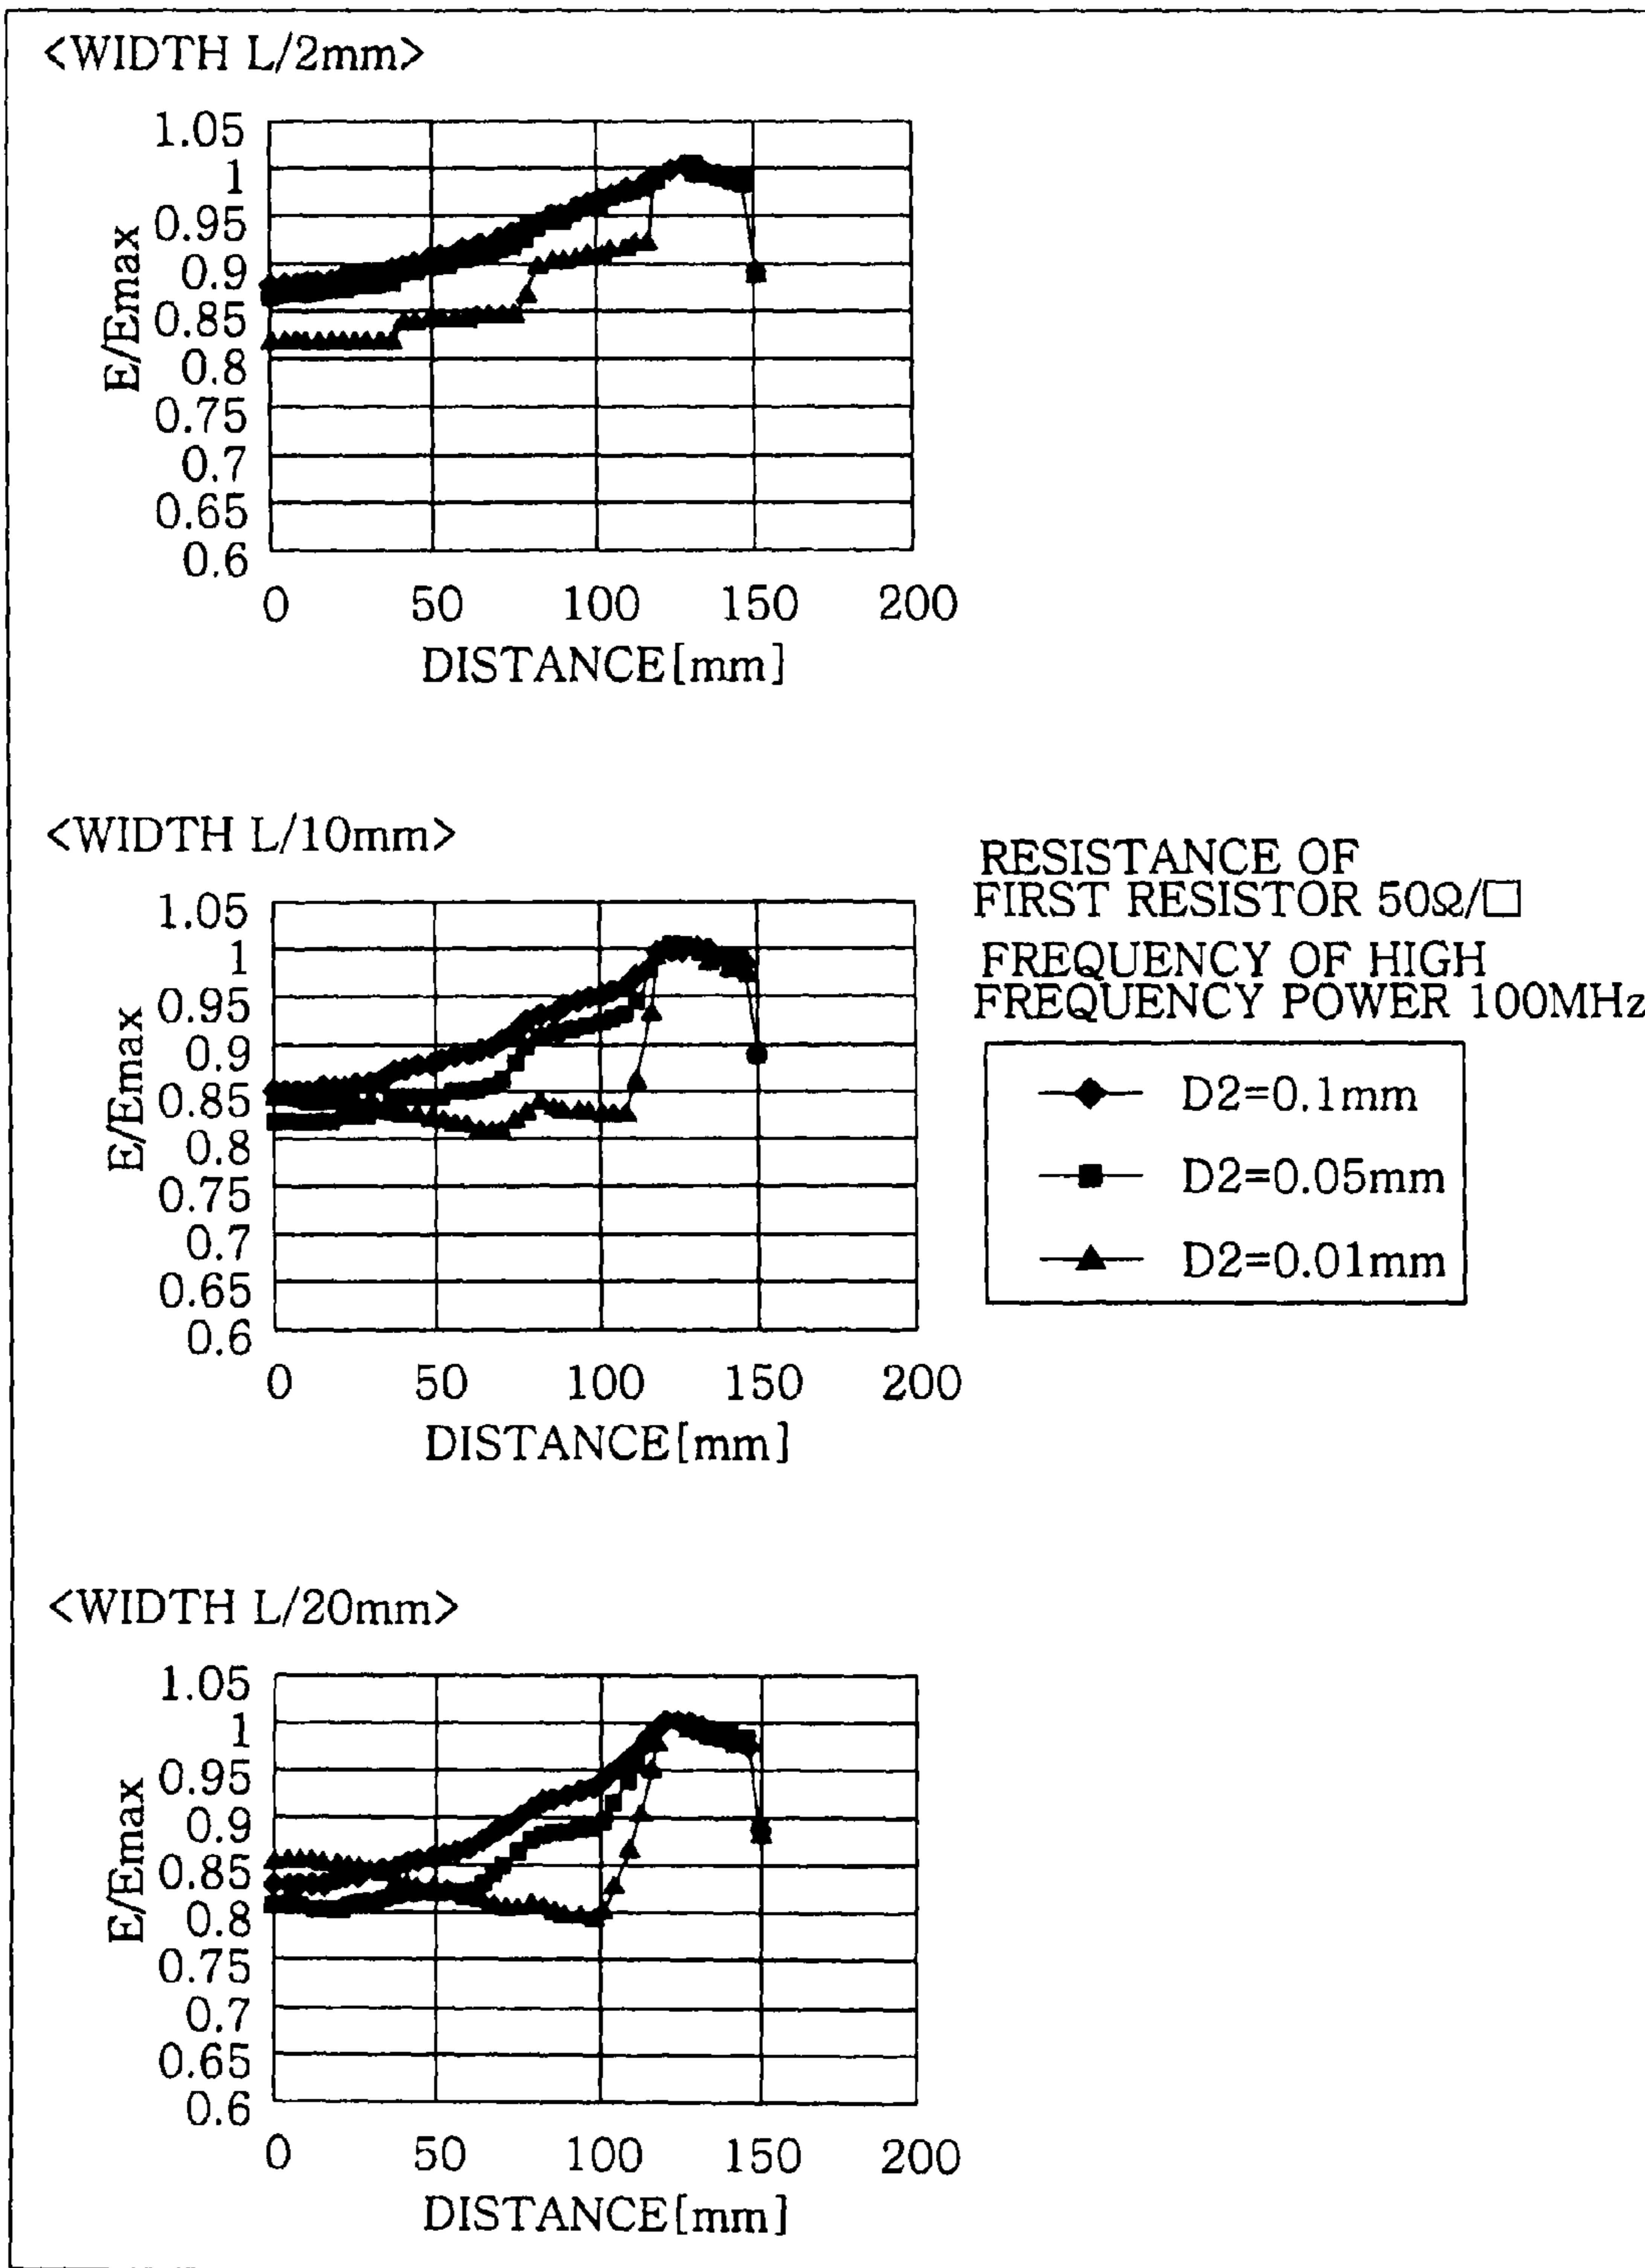 <WIDTH L/2mm>
1.05
1
0.95
0.9
0.85
0.8
0.75
0.7
0.65
0.6
E/Emax
0 50 100 150 200
DISTANCE[mm]
<WIDTH L/10mm>
1.05
1
0.95
0.9
0.85
0.8
0.75
0.7
0.65
0.6
E/Emax
0 50 100 150 200
DISTANCE[mm]
RESISTANCE OF
FIRST RESISTOR 50Ω/□
FREQUENCY OF HIGH
FREQUENCY POWER 100MHz
D2=0.1mm
D2=0.05mm
D2=0.01mm
<WIDTH L/20mm>
1.05
1
0.95
0.9
0.85
0.8
0.75
0.7
0.65
0.6
E/Emax
0 50 100 150 200
DISTANCE[mm]